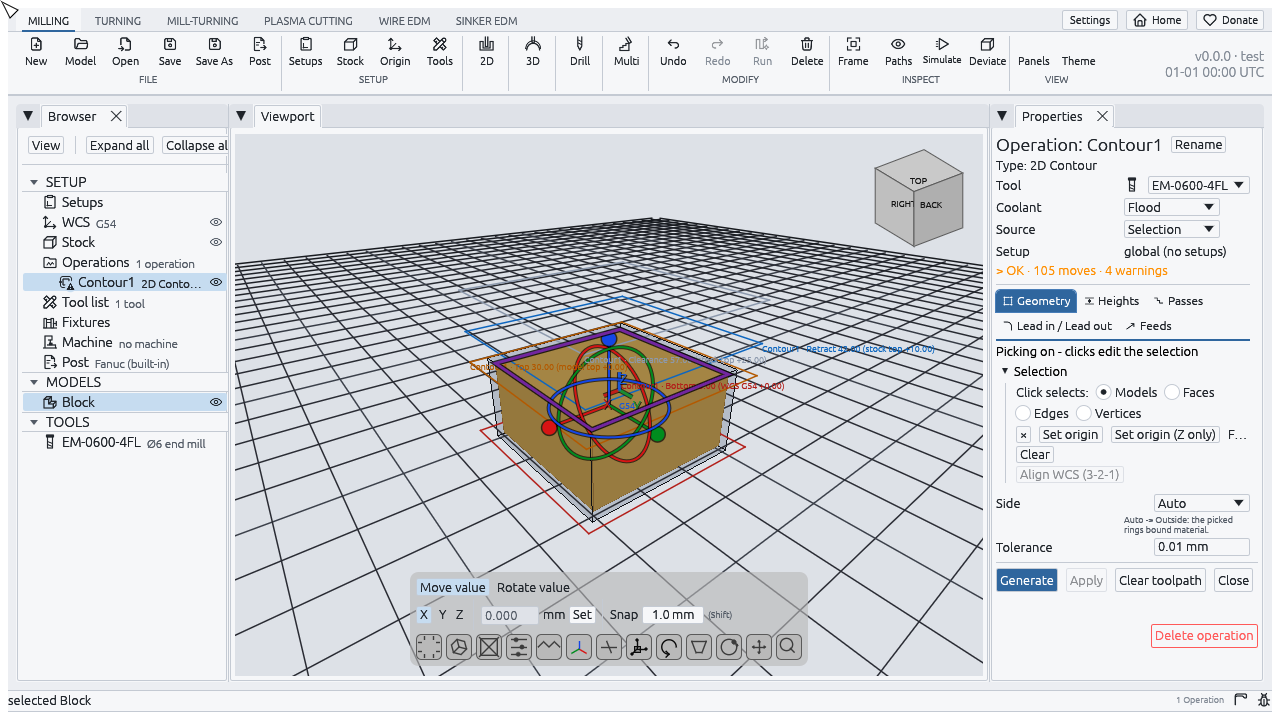 MILLING TURNING MILL-TURNING PLASMA CUTTING WIRE EDM SINKER EDM Settings Home Donate
New Model Open Save Save As Post Setups Stock Origin Tools 2D 3D Drill Multi Undo Redo Run Delete Frame Paths Simulate Deviate Panels Theme
FILE SETUP MODIFY INSPECT VIEW
v0.0.0 · test
01-01 00:00 UTC
Browser
View Expand all Collapse al
SETUP
Setups
WCS G54
Stock
Operations 1 operation
Contour1 2D Conto...
Tool list 1 tool
Fixtures
Machine no machine
Post Fanuc (built-in)
MODELS
Block
TOOLS
EM-0600-4FL Ø6 end mill
Viewport
TOP
RIGHT BACK
G54
Move value Rotate value
X Y Z 0.000 mm Set Snap 1.0 mm (Shift)
Properties
Operation: Contour1 Rename
Type: 2D Contour
Tool EM-0600-4FL
Coolant Flood
Source Selection
Setup global (no setups)
> OK · 105 moves · 4 warnings
Geometry Heights Passes
Lead in / Lead out Feeds
Picking on - clicks edit the selection
Selection
Click selects: Models Faces
Edges Vertices
× Set origin Set origin (Z only) F...
Clear
Align WCS (3-2-1)
Side Auto
Auto -> Outside: the picked
rings bound material.
Tolerance 0.01 mm
Generate Apply Clear toolpath Close
Delete operation
selected Block
1 Operation